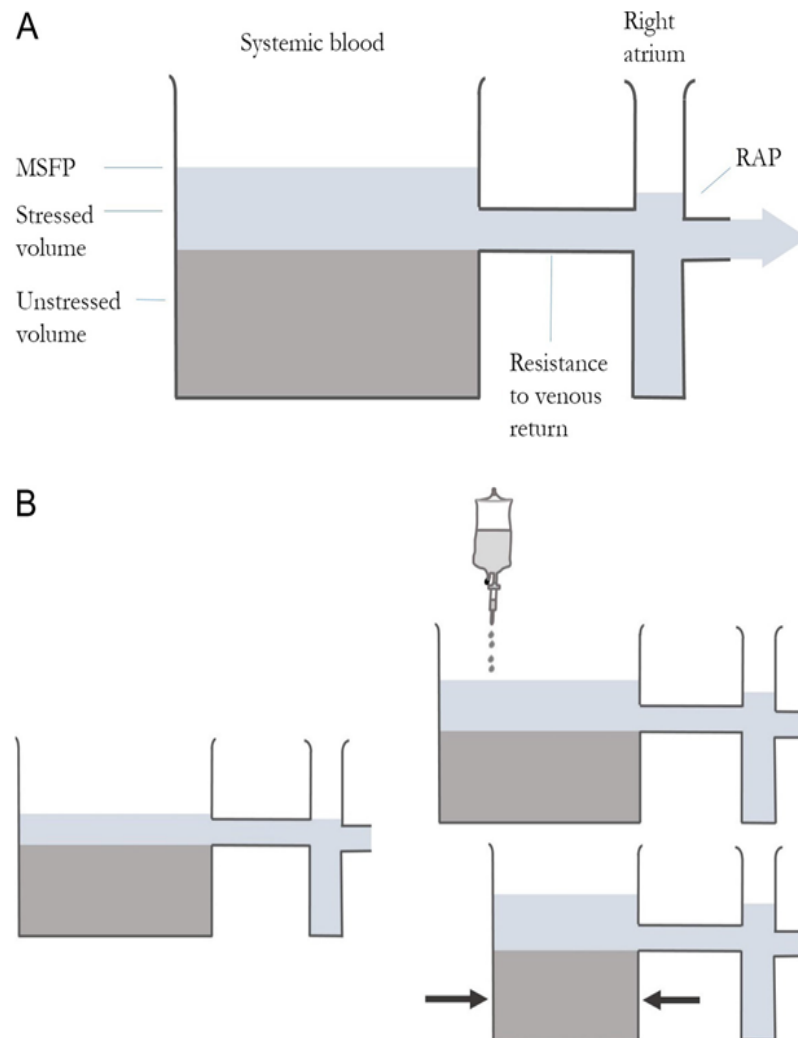 A
Systemic blood
Right
atrium
MSFP
RAP
Stressed
volume
Unstressed
volume
Resistance
to venous
return
B